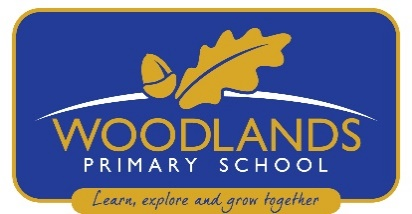 WOODLANDS
PRIMARY SCHOOL
Learn, explore and grow together